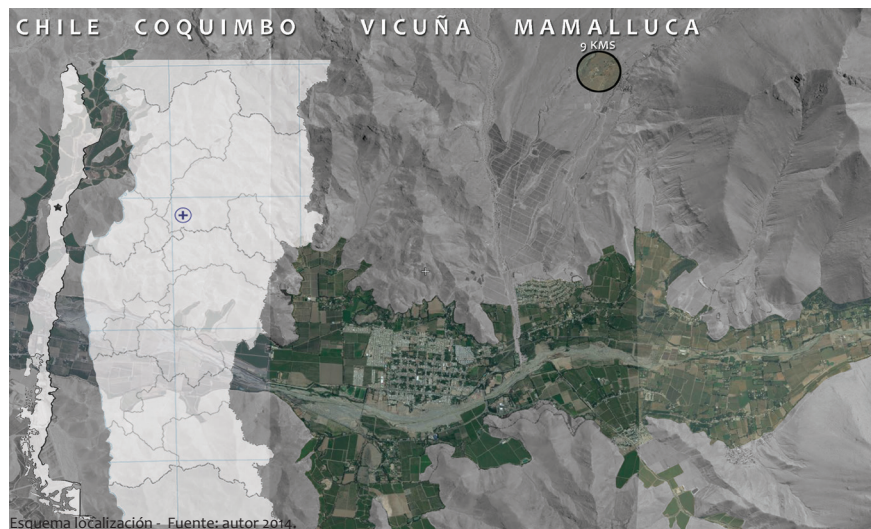 CHILE COQUIMBO VICUÑA MAMALLUCA
9 KMS
Esquema localización - Fuente: autor 2014.